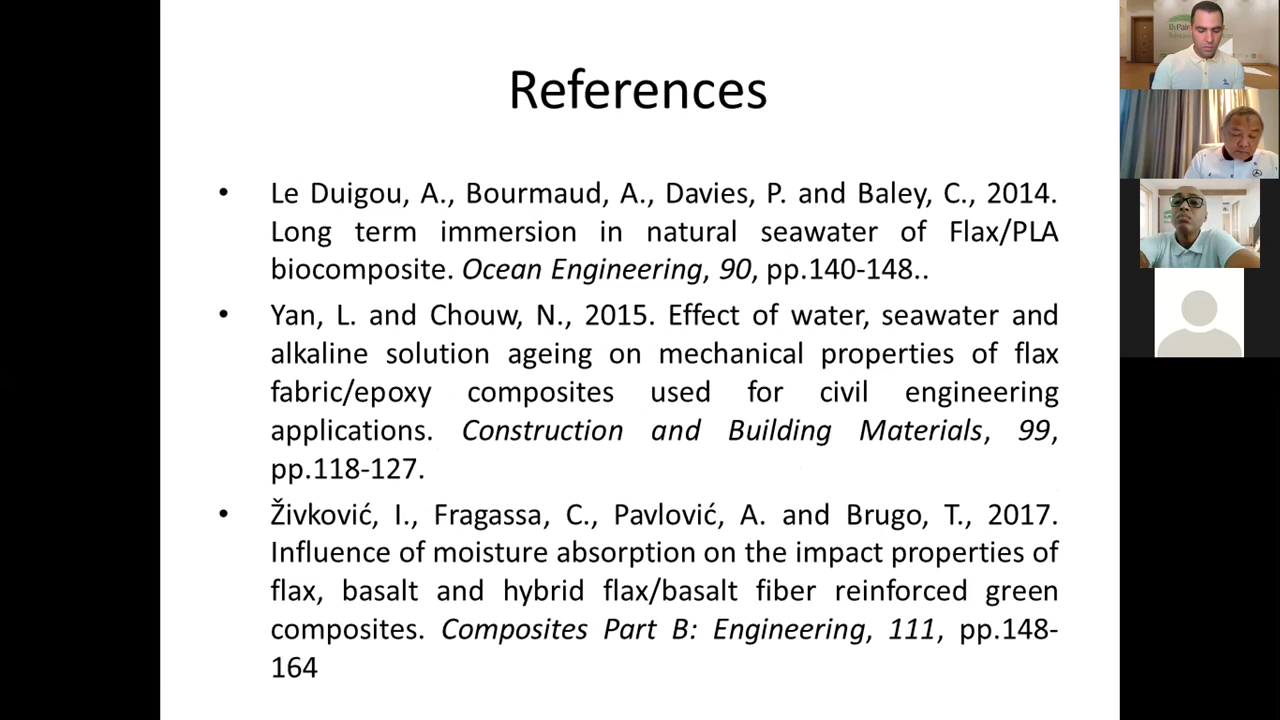 References
• Le Duigou, A., Bourmaud, A., Davies, P. and Baley, C., 2014.
Long term immersion in natural seawater of Flax/PLA
biocomposite. Ocean Engineering, 90, pp.140-148..
• Yan, L. and Chouw, N., 2015. Effect of water, seawater and
alkaline solution ageing on mechanical properties of flax
fabric/epoxy composites used for civil engineering
applications. Construction and Building Materials, 99,
pp.118-127.
• Živković, I., Fragassa, C., Pavlović, A. and Brugo, T., 2017.
Influence of moisture absorption on the impact properties of
flax, basalt and hybrid flax/basalt fiber reinforced green
composites. Composites Part B: Engineering, 111, pp.148-
164